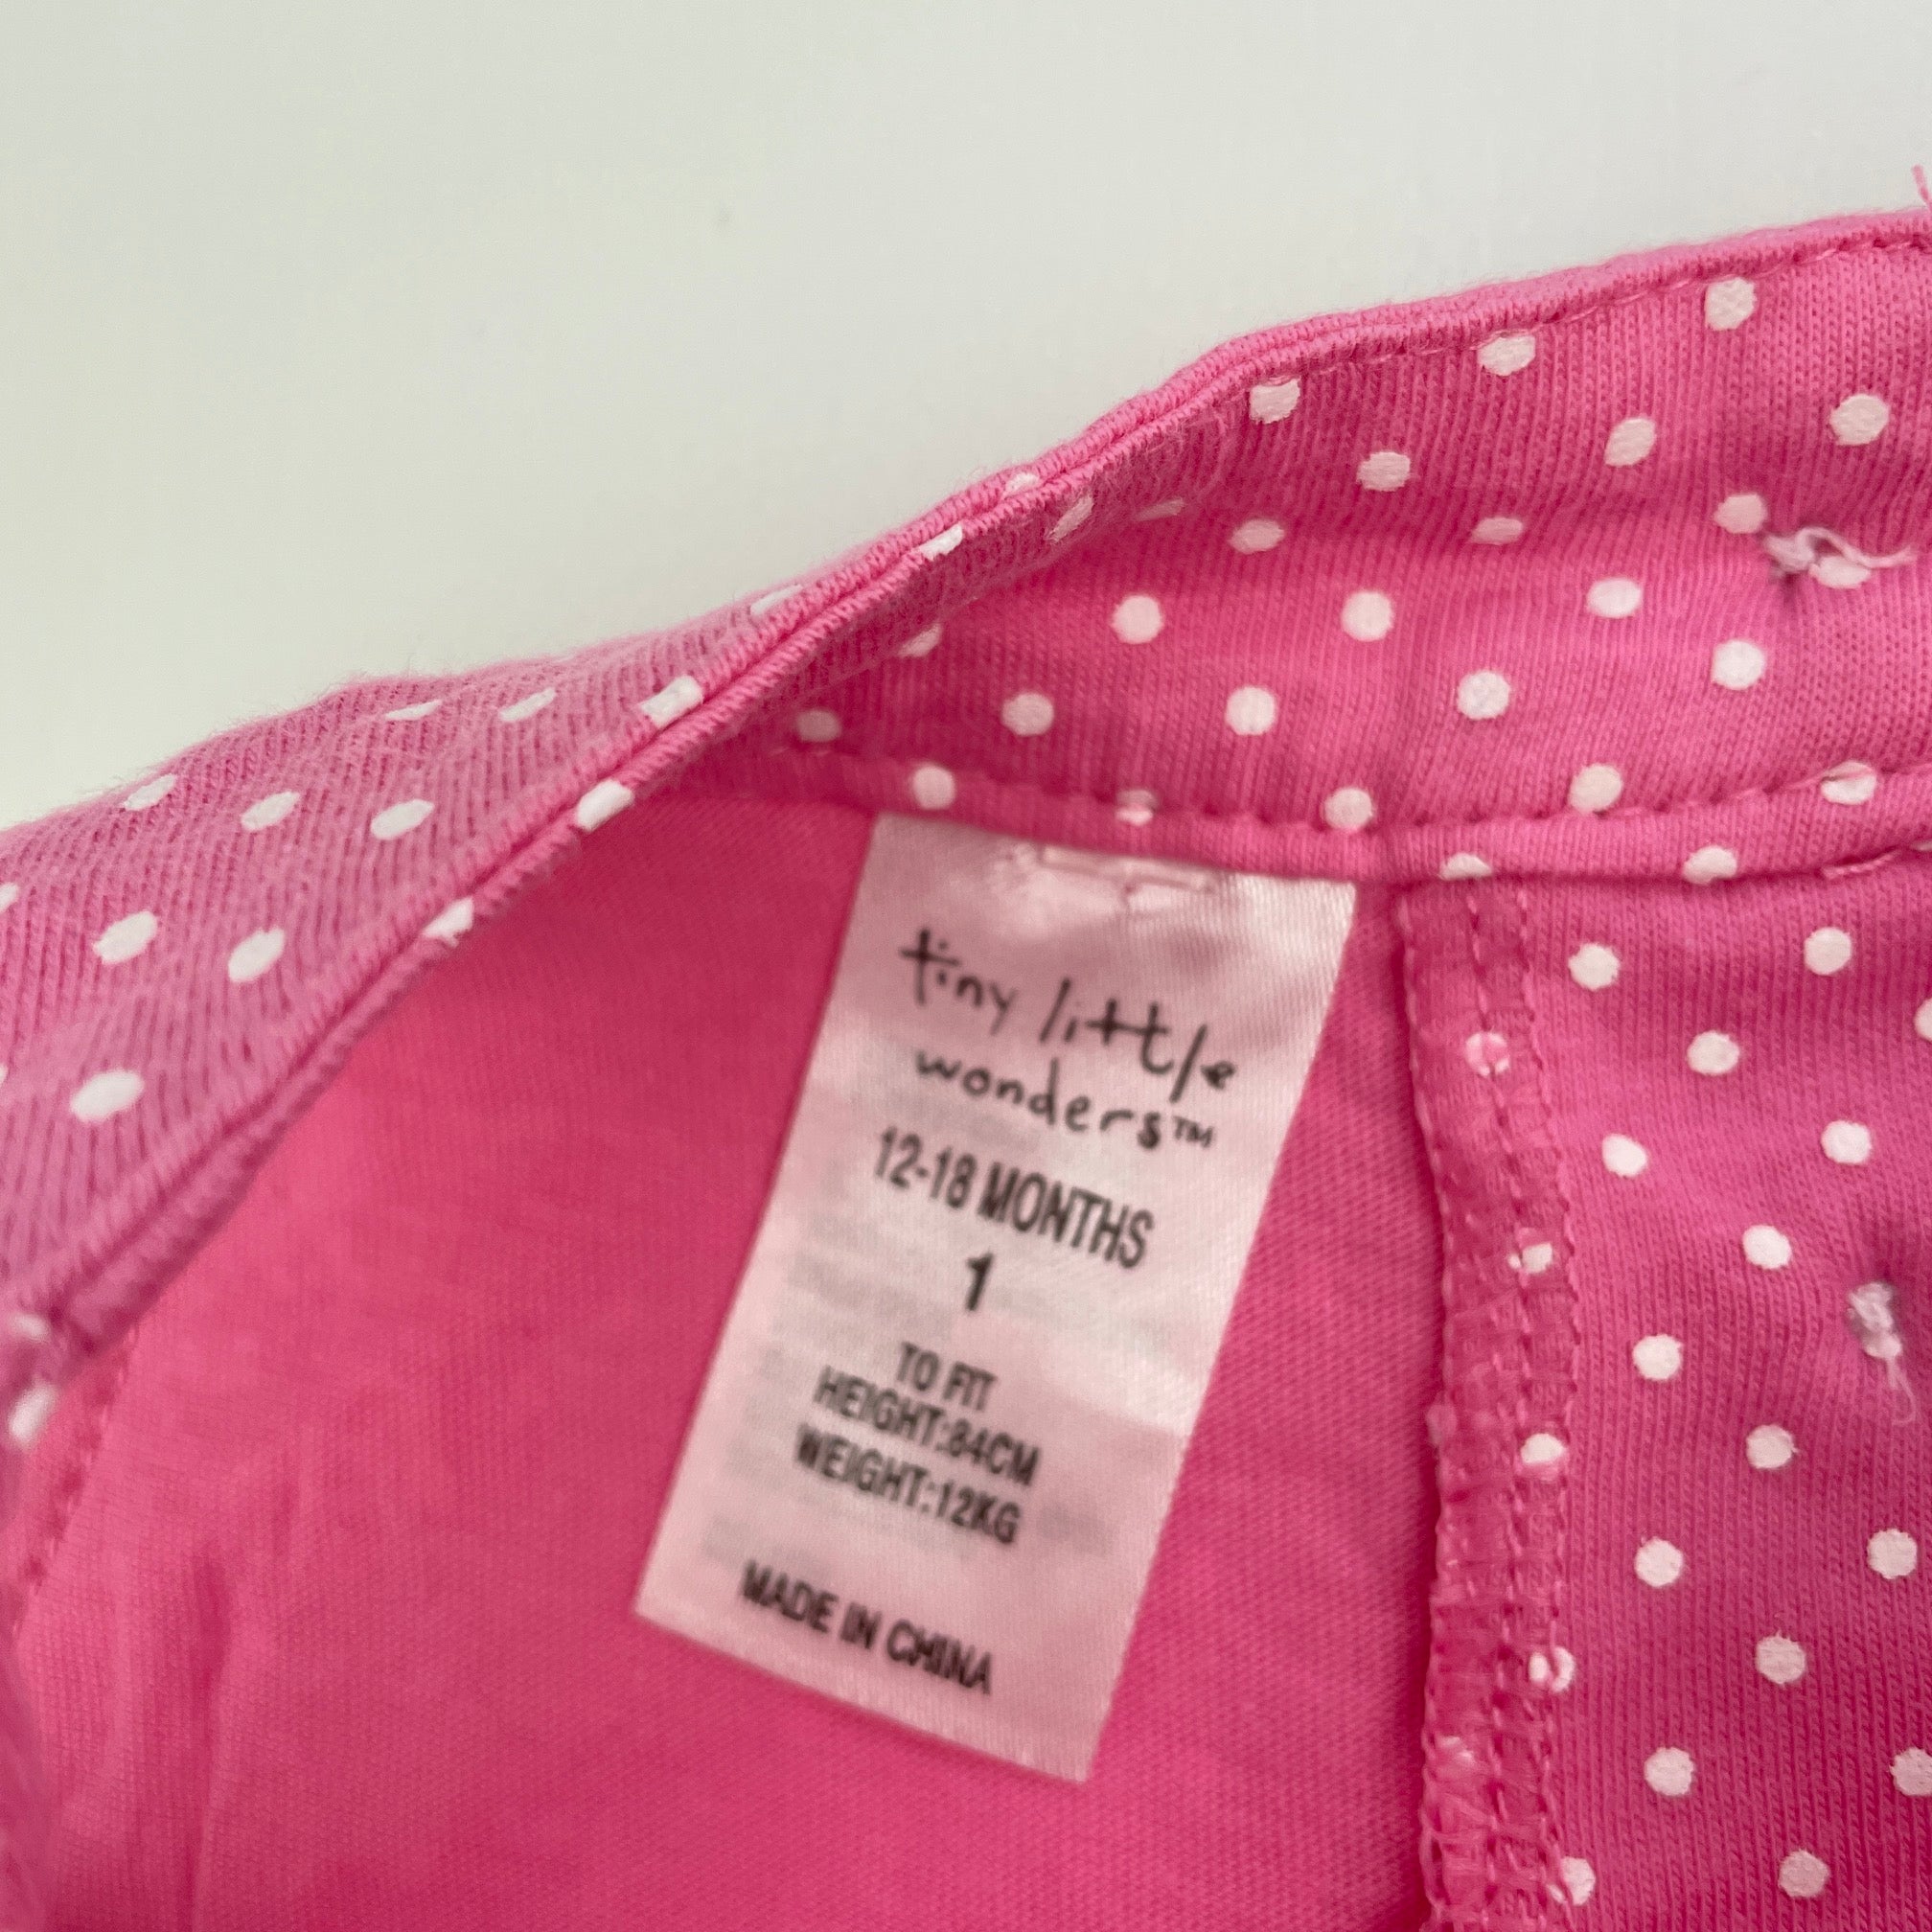 tiny little
wonders™
12-18 MONTHS
1
TO FIT
HEIGHT:84CM
WEIGHT:12KG
MADE IN CHINA